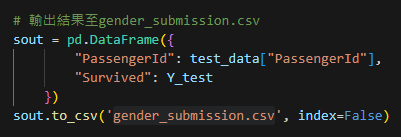 # 輸出結果至gender_submission.csv
sout = pd.DataFrame({
        "PassengerId": test_data["PassengerId"],
        "Survived": Y_test
    })
sout.to_csv('gender_submission.csv', index=False)